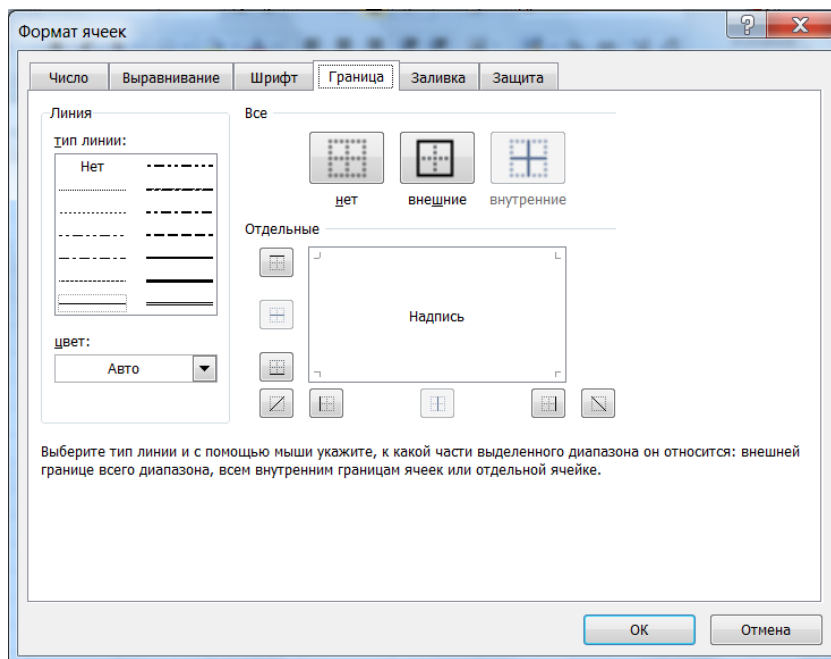 Формат ячеек
Число Выравнивание Шрифт Граница Заливка Защита
Линия
тип линии:
Нет
цвет:
Авто
Все
нет внешние внутренние
Отдельные
Надпись
Выберите тип линии и с помощью мыши укажите, к какой части выделенного диапазона он относится: внешней
границе всего диапазона, всем внутренним границам ячеек или отдельной ячейке.
ОК Отмена